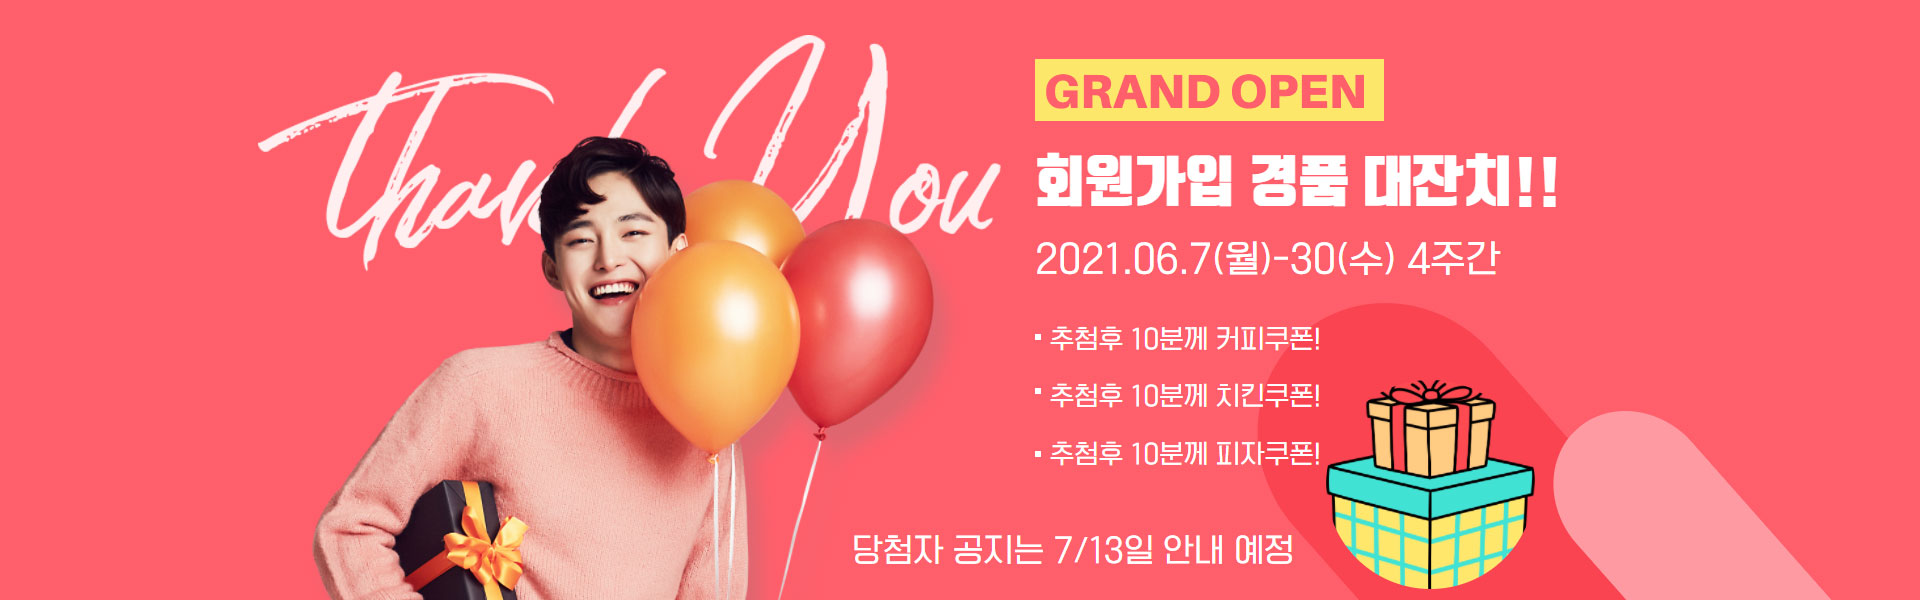 Thank You
GRAND OPEN
회원가입 경품 대잔치!!
2021.06.7(월)-30(수) 4주간
▪ 추첨후 10분께 커피쿠폰!
▪ 추첨후 10분께 치킨쿠폰!
▪ 추첨후 10분께 피자쿠폰!
당첨자 공지는 7/13일 안내 예정